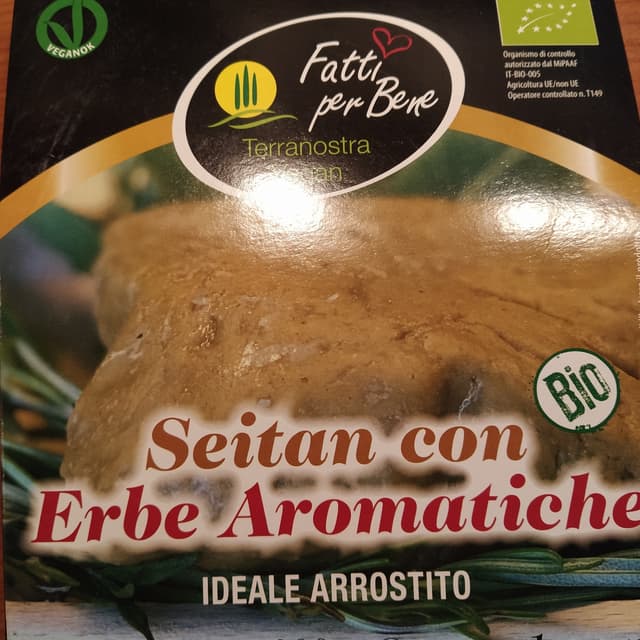 VEGANOK
Fatti
per Bene
Terranostra
Organismo di controllo
autorizzato dal MiPAAF
IT-BIO-005
Agricoltura UE/non UE
Operatore controllato n. T149
Bio
Seitan con
Erbe Aromatiche
IDEALE ARROSTITO